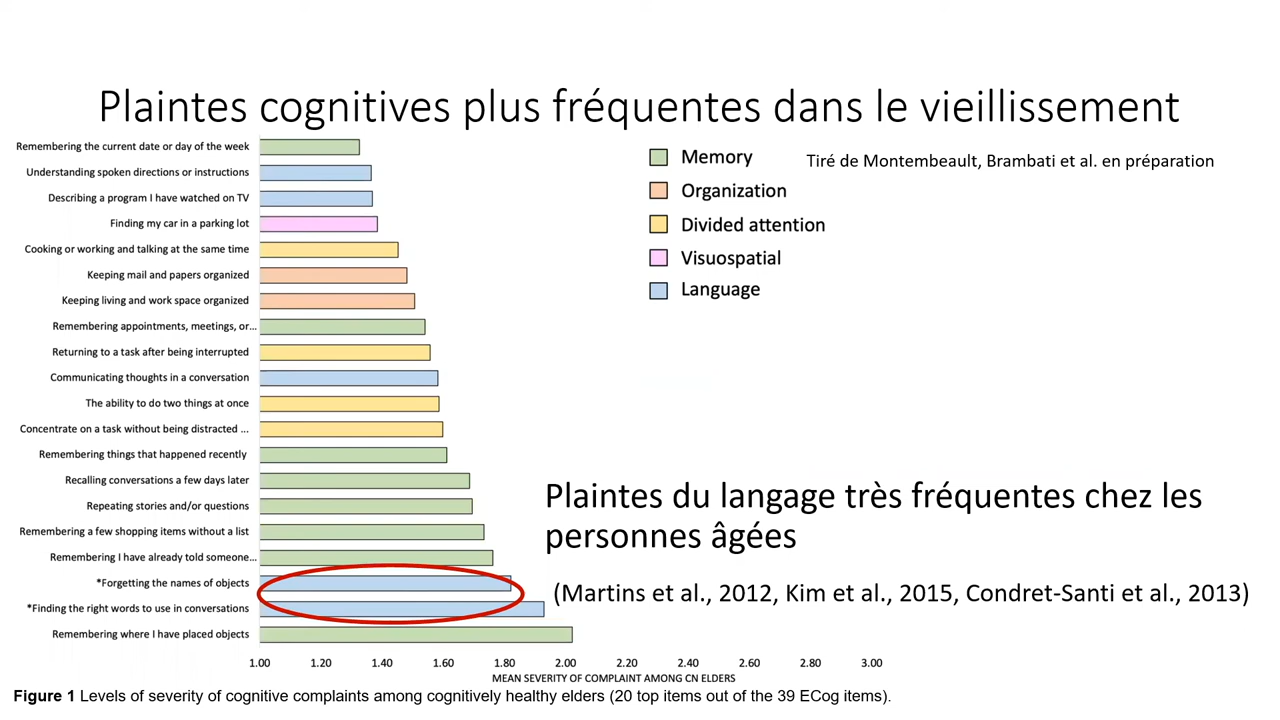 Plaintes cognitives plus fréquentes dans le vieillissement
Remembering the current date or day of the week
Understanding spoken directions or instructions
Describing a program I have watched on TV
Finding my car in a parking lot
Cooking or working and talking at the same time
Keeping mail and papers organized
Keeping living and work space organized
Remembering appointments, meetings, or...
Returning to a task after being interrupted
Communicating thoughts in a conversation
The ability to do two things at once
Concentrate on a task without being distracted ...
Remembering things that happened recently
Recalling conversations a few days later
Repeating stories and/or questions
Remembering a few shopping items without a list
Remembering I have already told someone...
*Forgetting the names of objects
*Finding the right words to use in conversations
Remembering where I have placed objects
1.00 1.20 1.40 1.60 1.80 2.00 2.20 2.40 2.60 2.80 3.00
MEAN SEVERITY OF COMPLAINT AMONG CN ELDERS
Memory
Organization
Divided attention
Visuospatial
Language
Tiré de Montembeault, Brambati et al. en préparation
Plaintes du langage très fréquentes chez les
personnes âgées
(Martins et al., 2012, Kim et al., 2015, Condret-Santi et al., 2013)
Figure 1 Levels of severity of cognitive complaints among cognitively healthy elders (20 top items out of the 39 ECog items).